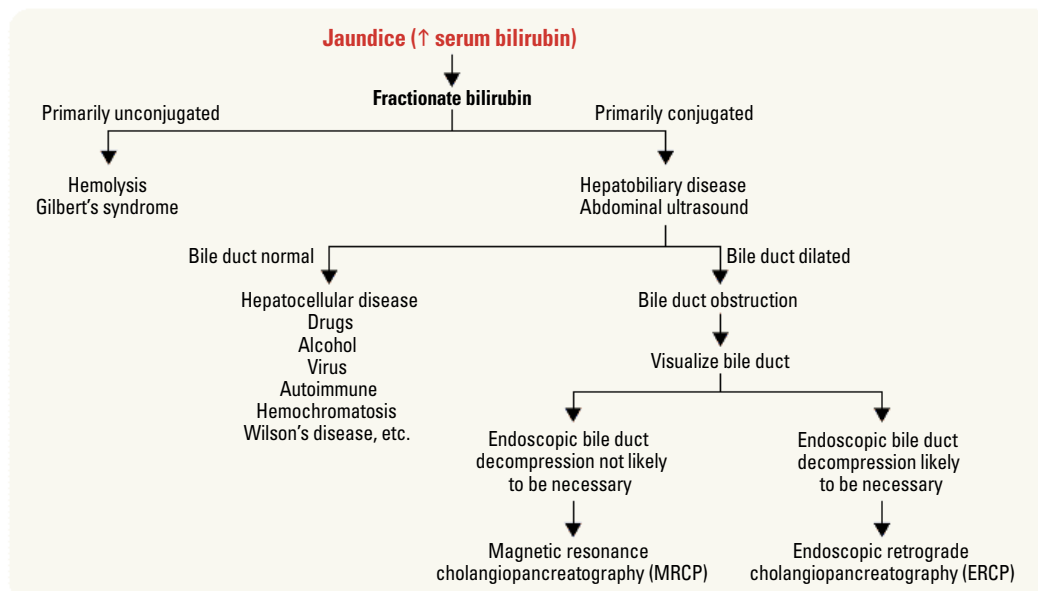 Jaundice (↑ serum bilirubin)
Fractionate bilirubin
Primarily unconjugated
Primarily conjugated
Hemolysis
Gilbert's syndrome
Hepatobiliary disease
Abdominal ultrasound
Bile duct normal
Bile duct dilated
Hepatocellular disease
Drugs
Alcohol
Virus
Autoimmune
Hemochromatosis
Wilson's disease, etc.
Bile duct obstruction
Visualize bile duct
Endoscopic bile duct
decompression not likely
to be necessary
Endoscopic bile duct
decompression likely
to be necessary
Magnetic resonance
cholangiopancreatography (MRCP)
Endoscopic retrograde
cholangiopancreatography (ERCP)